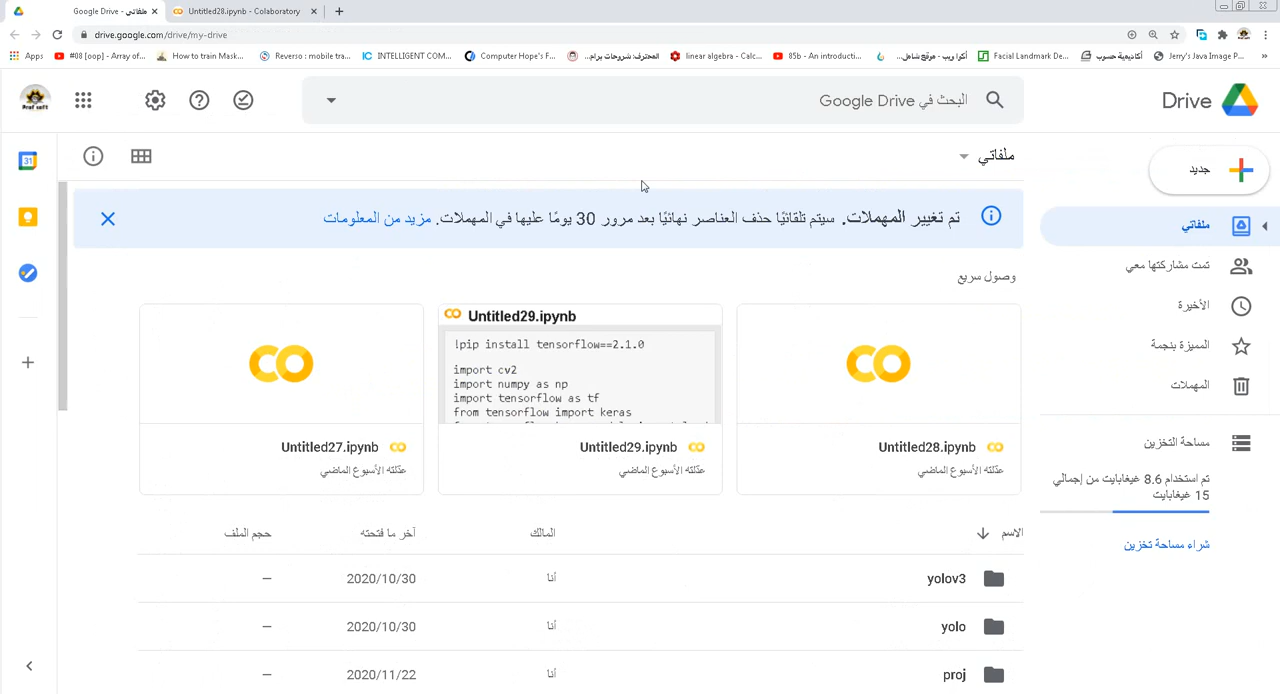 Google Drive - ملفاتي
Untitled28.ipynb - Colaboratory
drive.google.com/drive/my-drive
Apps
#08 [oop] | Array of...
How to train Mask...
Reverso : mobile tra...
INTELLIGENT COM...
Computer Hope's F...
المحترف: شروحات برام...
linear algebra - Calc...
85b - An introducti...
أكرا ويب - موقع شامل...
Facial Landmark De...
أكاديمية حسوب
Jerry's Java Image P...
Drive
البحث في Google Drive
Prof soft
جديد
ملفاتي
تم تغيير المهملات. سيتم تلقائيًا حذف العناصر نهائيًا بعد مرور 30 يومًا عليها في المهملات. مزيد من المعلومات
ملفاتي
تمت مشاركتها معي
الأخيرة
المميزة بنجمة
المهملات
مساحة التخزين
تم استخدام 8.6 غيغابايت من إجمالي
15 غيغابايت
شراء مساحة تخزين
31
وصول سريع
Untitled28.ipynb
عدّلته الأسبوع الماضي
Untitled29.ipynb
!pip install tensorflow==2.1.0
import cv2
import numpy as np
import tensorflow as tf
from tensorflow import keras
Untitled29.ipynb
عدّلته الأسبوع الماضي
Untitled27.ipynb
عدّلته الأسبوع الماضي
الاسم المالك آخر ما فتحته حجم الملف
yolov3 أنا 2020/10/30 —
yolo أنا 2020/10/30 —
proj أنا 2020/11/22 —